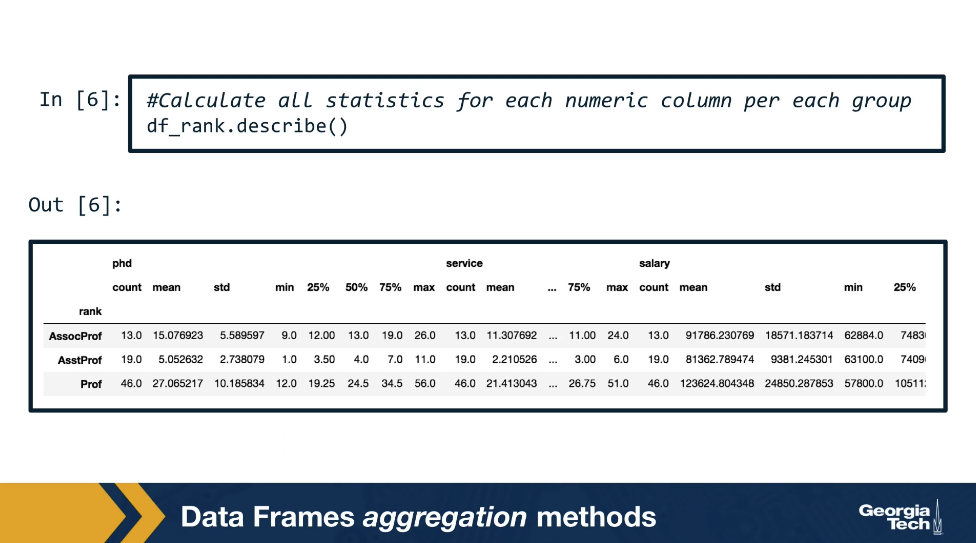 In [6]:
#Calculate all statistics for each numeric column per each group
df_rank.describe()
Out [6]:
phd service salary
count mean std min 25% 50% 75% max count mean ... 75% max count mean std min 25%
rank
AssocProf 13.0 15.076923 5.589597 9.0 12.00 13.0 19.0 26.0 13.0 11.307692 ... 11.00 24.0 13.0 91786.230769 18571.183714 62884.0
AsstProf 19.0 5.052632 2.738079 1.0 3.50 4.0 7.0 11.0 19.0 2.210526 ... 3.00 6.0 19.0 81362.789474 9381.245301 63100.0
Prof 46.0 27.065217 10.185834 12.0 19.25 24.5 34.5 56.0 46.0 21.413043 ... 26.75 51.0 46.0 123624.804348 24850.287853 57800.0
Data Frames aggregation methods
Georgia
Tech